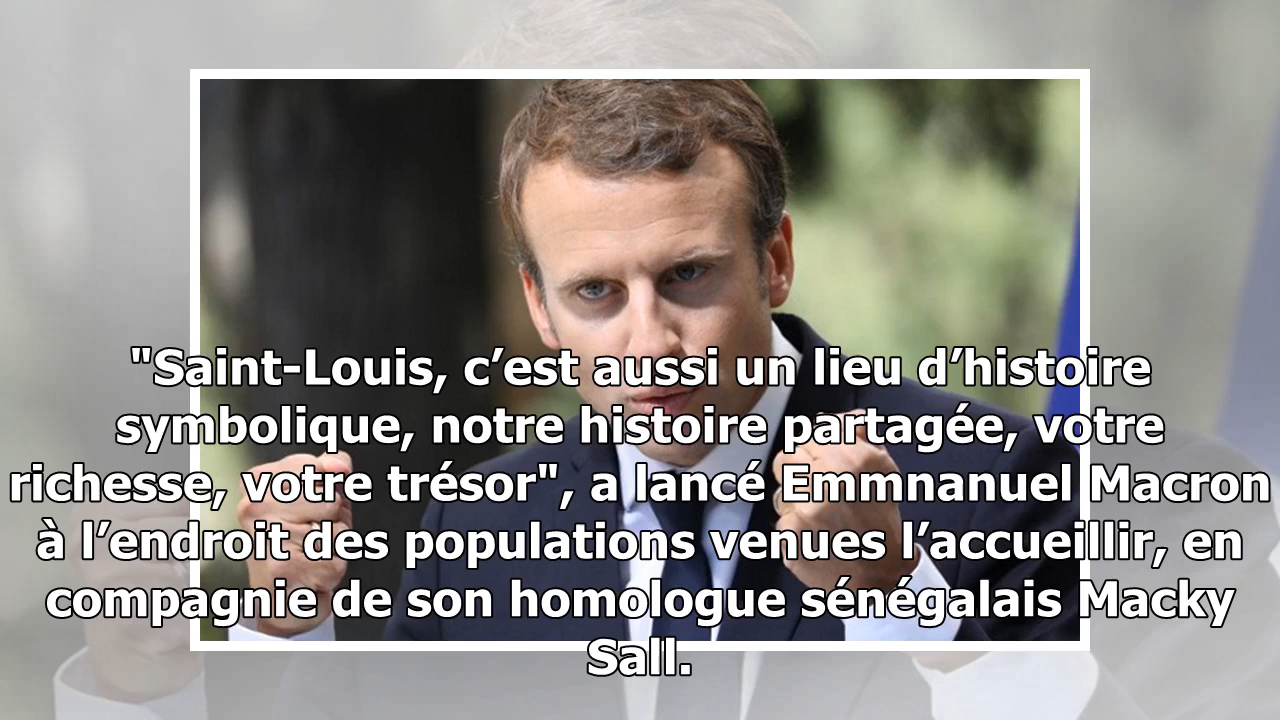 "Saint-Louis, c’est aussi un lieu d’histoire
symbolique, notre histoire partagée, votre
richesse, votre trésor", a lancé Emmnanuel Macron
à l’endroit des populations venues l’accueillir, en
compagnie de son homologue sénégalais Macky
Sall.